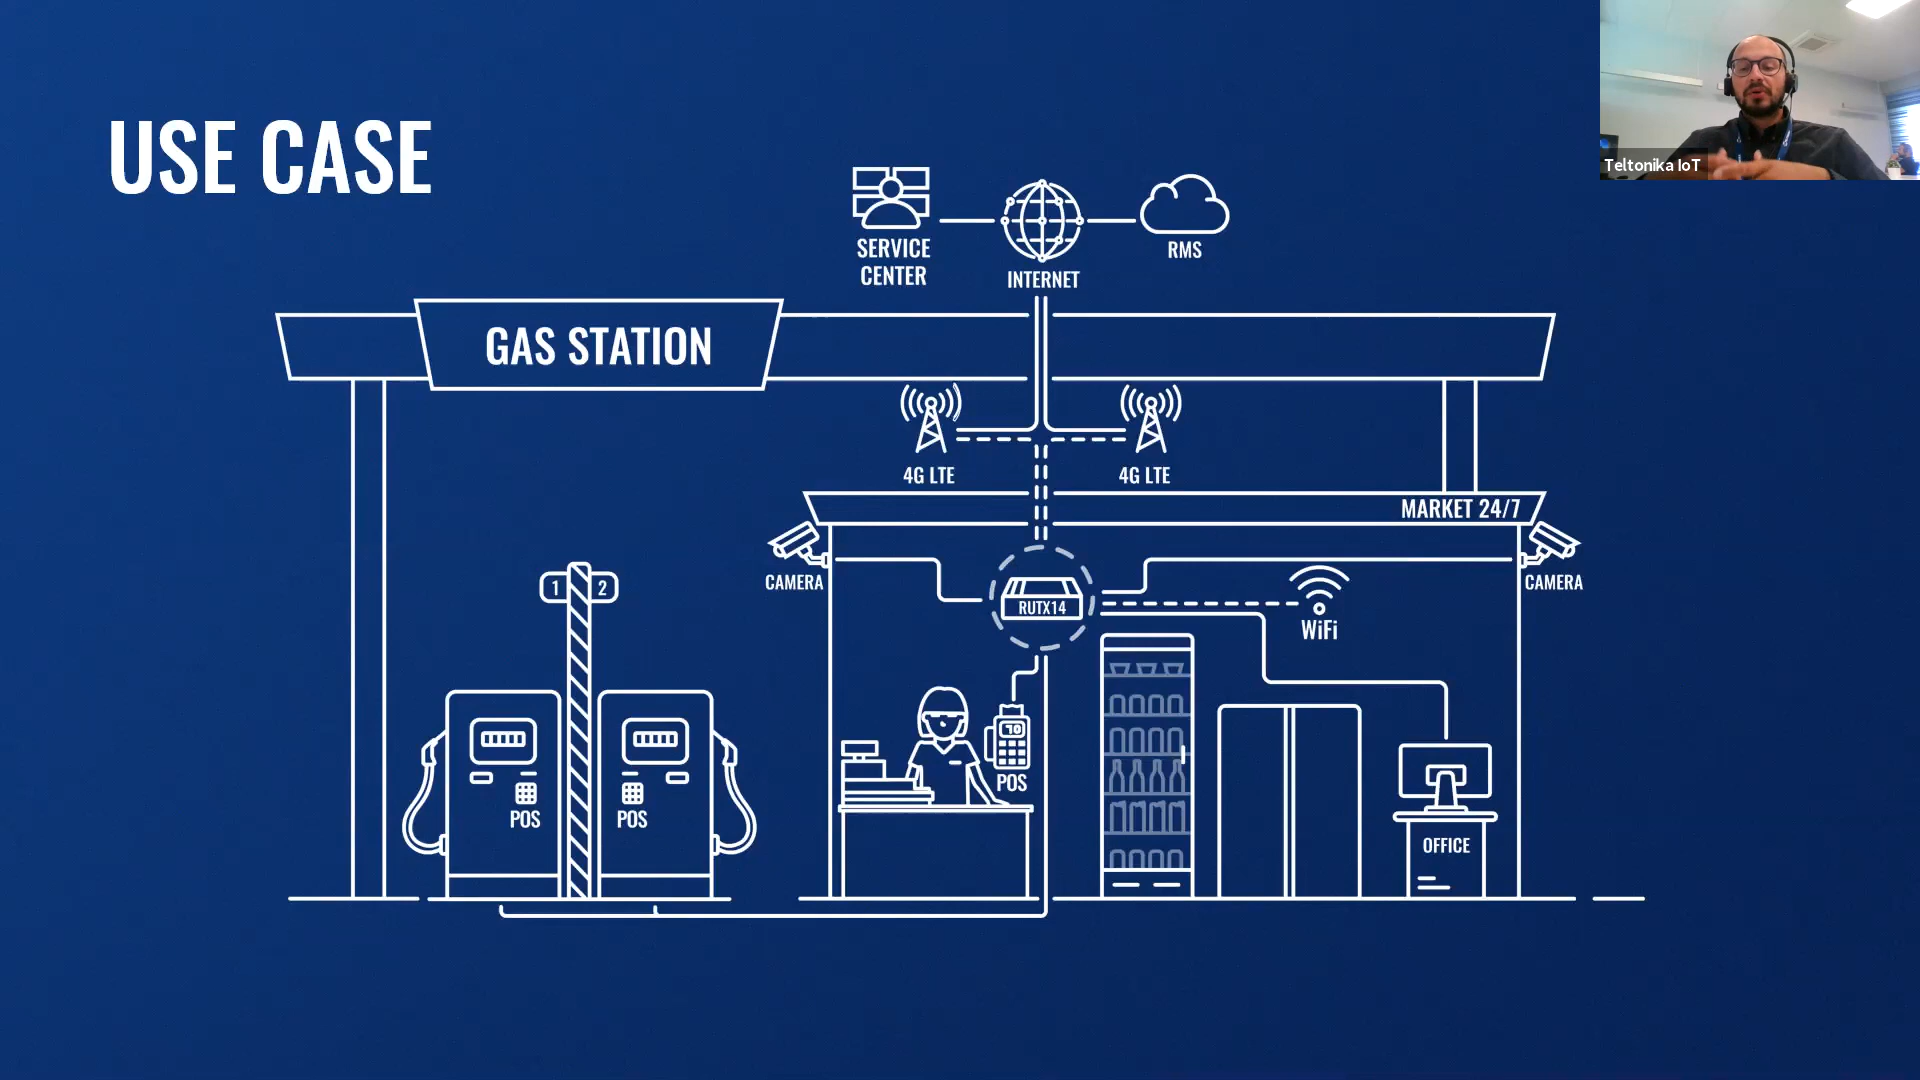 Teltonika IoT
USE CASE
SERVICE
CENTER
INTERNET
RMS
GAS STATION
4G LTE
4G LTE
MARKET 24/7
CAMERA
CAMERA
1
2
RUTX14
WiFi
POS
POS
POS
OFFICE